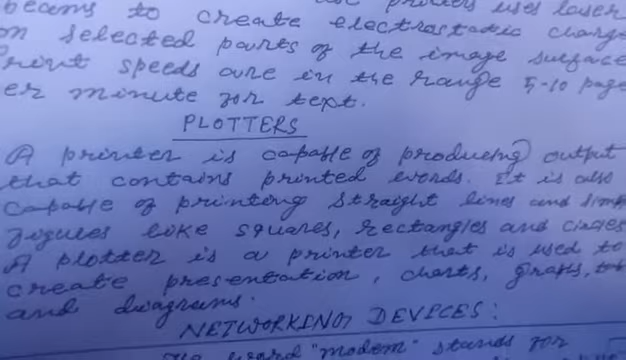 beams to create electrostatic charge
on selected parts of the image surface
Print speeds are in the range 5-10 page
er minute for text.
PLOTTERS
A printer is capable of producing output
that contains printed words. It is also
capable of printing straight lines and
figures like squares, rectangles and circles
A plotter is a printer that is used to
create presentation, charts, graphs,
and diagrams.
NETWORKING DEVICES:
word "modem" stands for